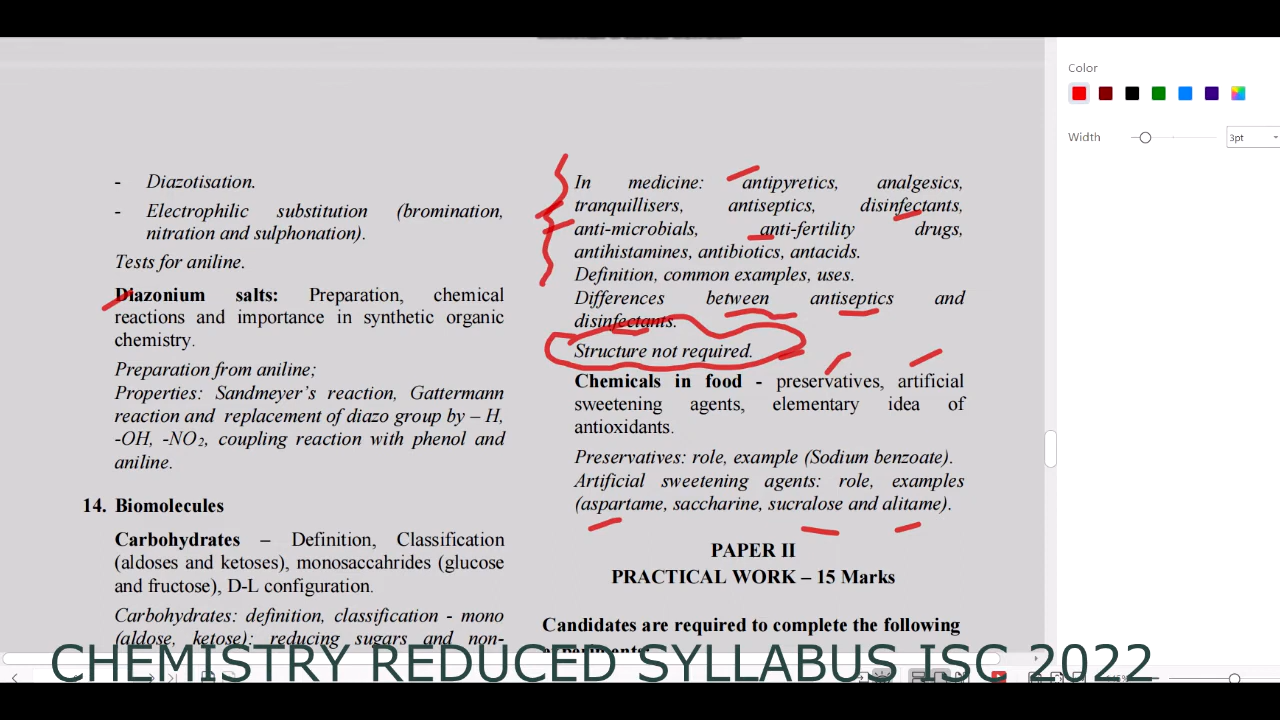 - Diazotisation.
- Electrophilic substitution (bromination,
nitration and sulphonation).
Tests for aniline.
Diazonium salts: Preparation, chemical
reactions and importance in synthetic organic
chemistry.
Preparation from aniline;
Properties: Sandmeyer's reaction, Gattermann
reaction and replacement of diazo group by – H,
-OH, -NO₂, coupling reaction with phenol and
aniline.
14. Biomolecules
Carbohydrates – Definition, Classification
(aldoses and ketoses), monosaccahrides (glucose
and fructose), D-L configuration.
Carbohydrates: definition, classification - mono
(aldose, ketose); reducing sugars and non-
In medicine: antipyretics, analgesics,
tranquillisers, antiseptics, disinfectants,
anti-microbials, anti-fertility drugs,
antihistamines, antibiotics, antacids.
Definition, common examples, uses.
Differences between antiseptics and
disinfectants.
Structure not required.
Chemicals in food - preservatives, artificial
sweetening agents, elementary idea of
antioxidants.
Preservatives: role, example (Sodium benzoate).
Artificial sweetening agents: role, examples
(aspartame, saccharine, sucralose and alitame).
PAPER II
PRACTICAL WORK – 15 Marks
Candidates are required to complete the following
Color
Width
3pt
CHEMISTRY REDUCED SYLLABUS ISC 2022